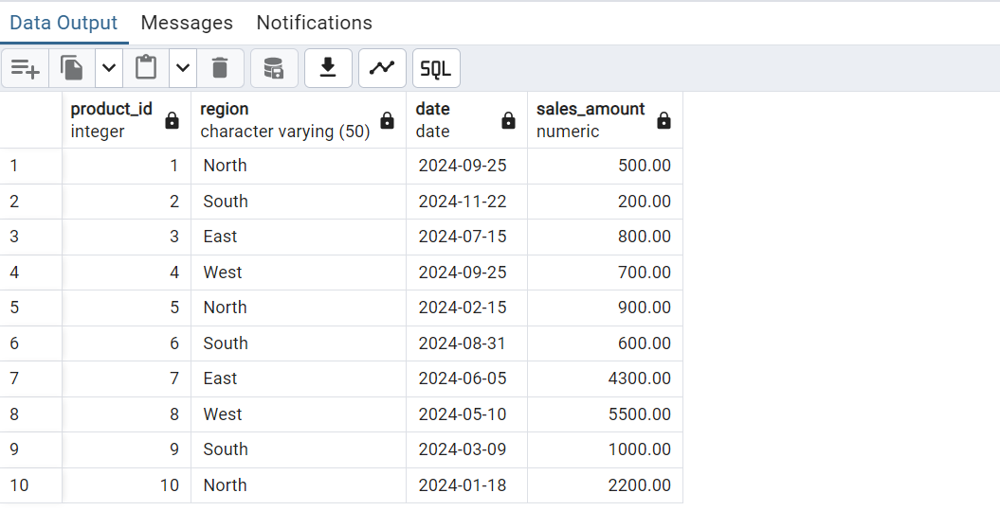 Data Output Messages Notifications
SQL
product_id region date sales_amount
integer character varying (50) date numeric
1 1 North 2024-09-25 500.00
2 2 South 2024-11-22 200.00
3 3 East 2024-07-15 800.00
4 4 West 2024-09-25 700.00
5 5 North 2024-02-15 900.00
6 6 South 2024-08-31 600.00
7 7 East 2024-06-05 4300.00
8 8 West 2024-05-10 5500.00
9 9 South 2024-03-09 1000.00
10 10 North 2024-01-18 2200.00